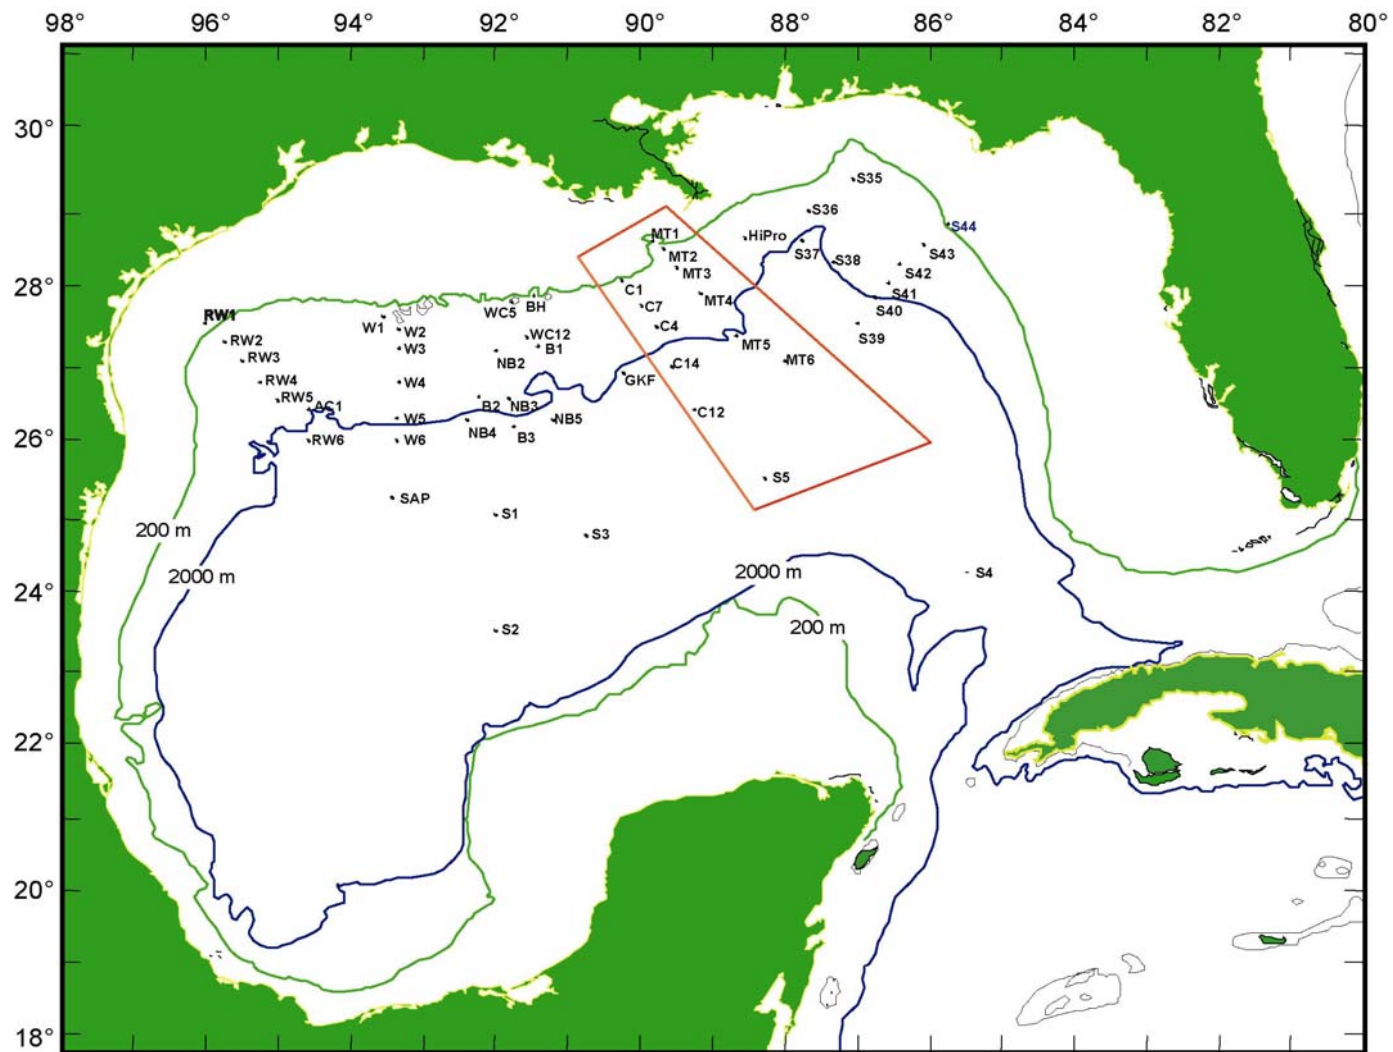 98° 96° 94° 92° 90° 88° 86° 84° 82° 80°
30°
S35
S36
S44
MT1 HiPro
MT2 S37 S38 S43
MT3 S42
28°
C1 S41
WC5 BH C7 MT4 S40
RW1 W1 W2 WC12 C4 S39
RW2 W3 B1 MT5
RW3 NB2 C14 MT6
RW4 W4 GKF
RW5 AC1 B2 NB3 C12
26° RW6 W5 NB4 B3 NB5
W6
SAP S5
S1
200 m S3
2000 m 2000 m S4
24°
S2 200 m
22°
20°
18°